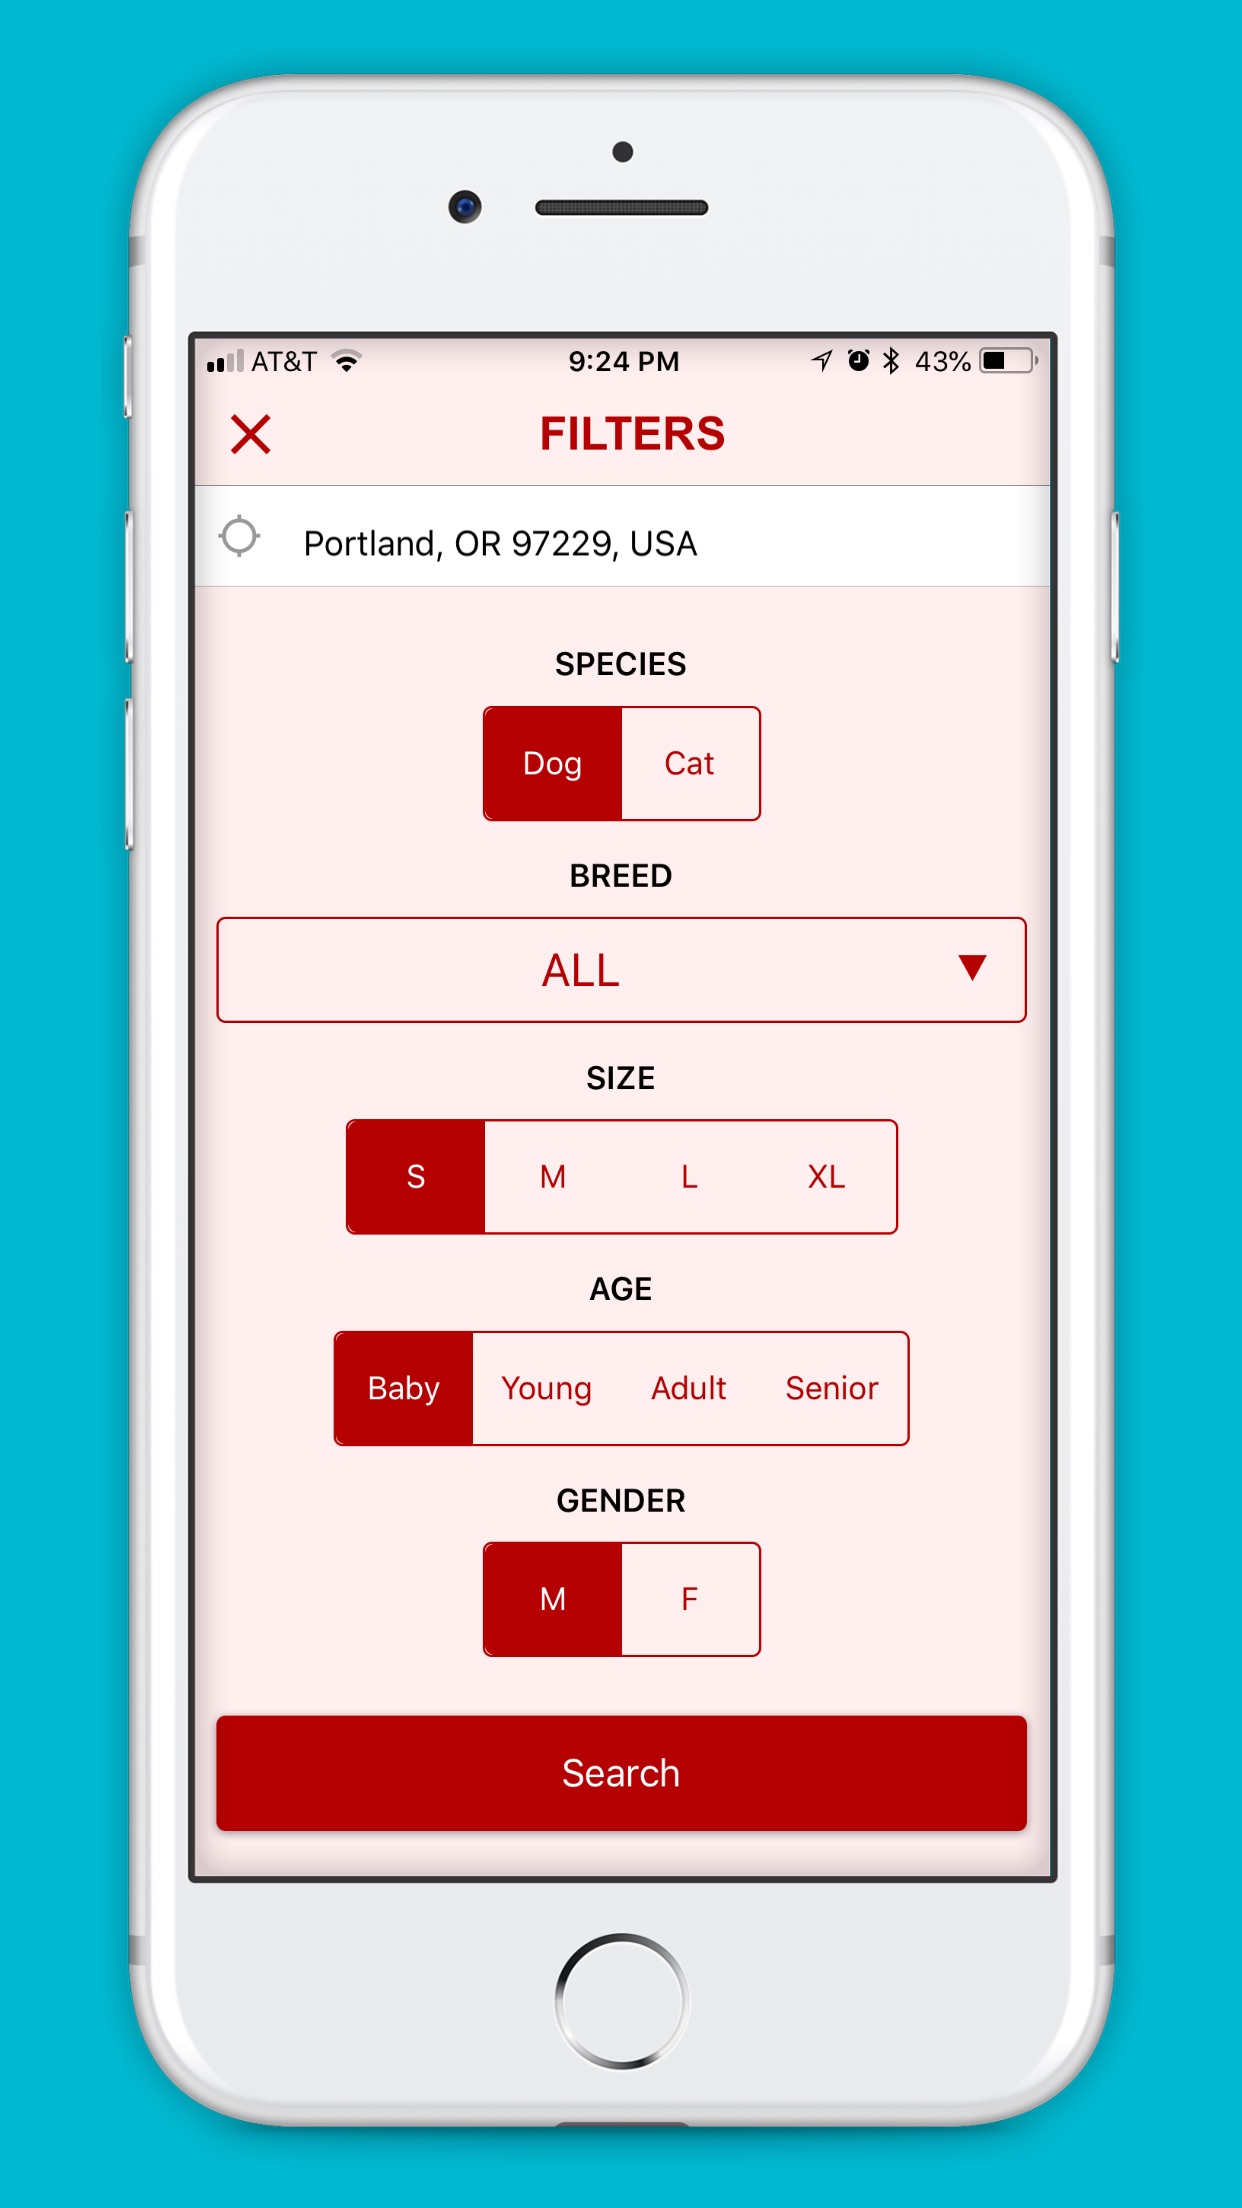 AT&T 9:24 PM 43%
FILTERS
Portland, OR 97229, USA
SPECIES
Dog Cat
BREED
ALL
SIZE
S M L XL
AGE
Baby Young Adult Senior
GENDER
M F
Search